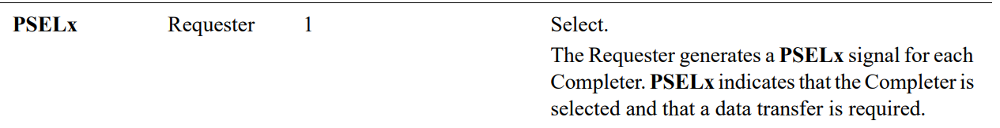 PSELx Requester 1 Select.
The Requester generates a PSELx signal for each
Completer. PSELx indicates that the Completer is
selected and that a data transfer is required.